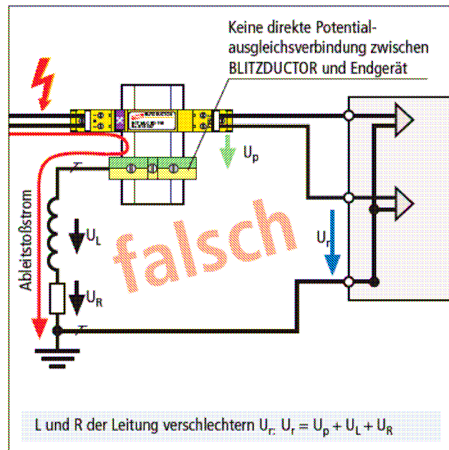 Keine direkte Potential-
ausgleichsverbindung zwischen
BLITZDUCTOR und Endgerät
Up
Ableitstoßstrom
UL
falsch
Ur
UR
L und R der Leitung verschlechtern Ur: Ur = Up + UL + UR